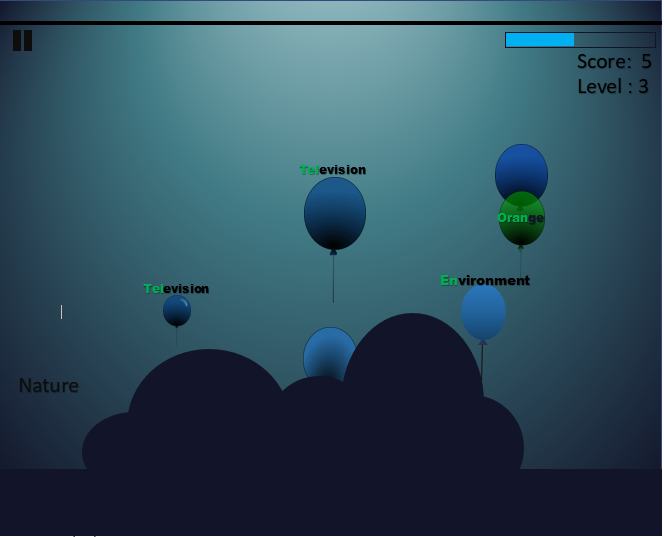 Score: 5
Level : 3
Television
Orange
Television
Environment
Nature